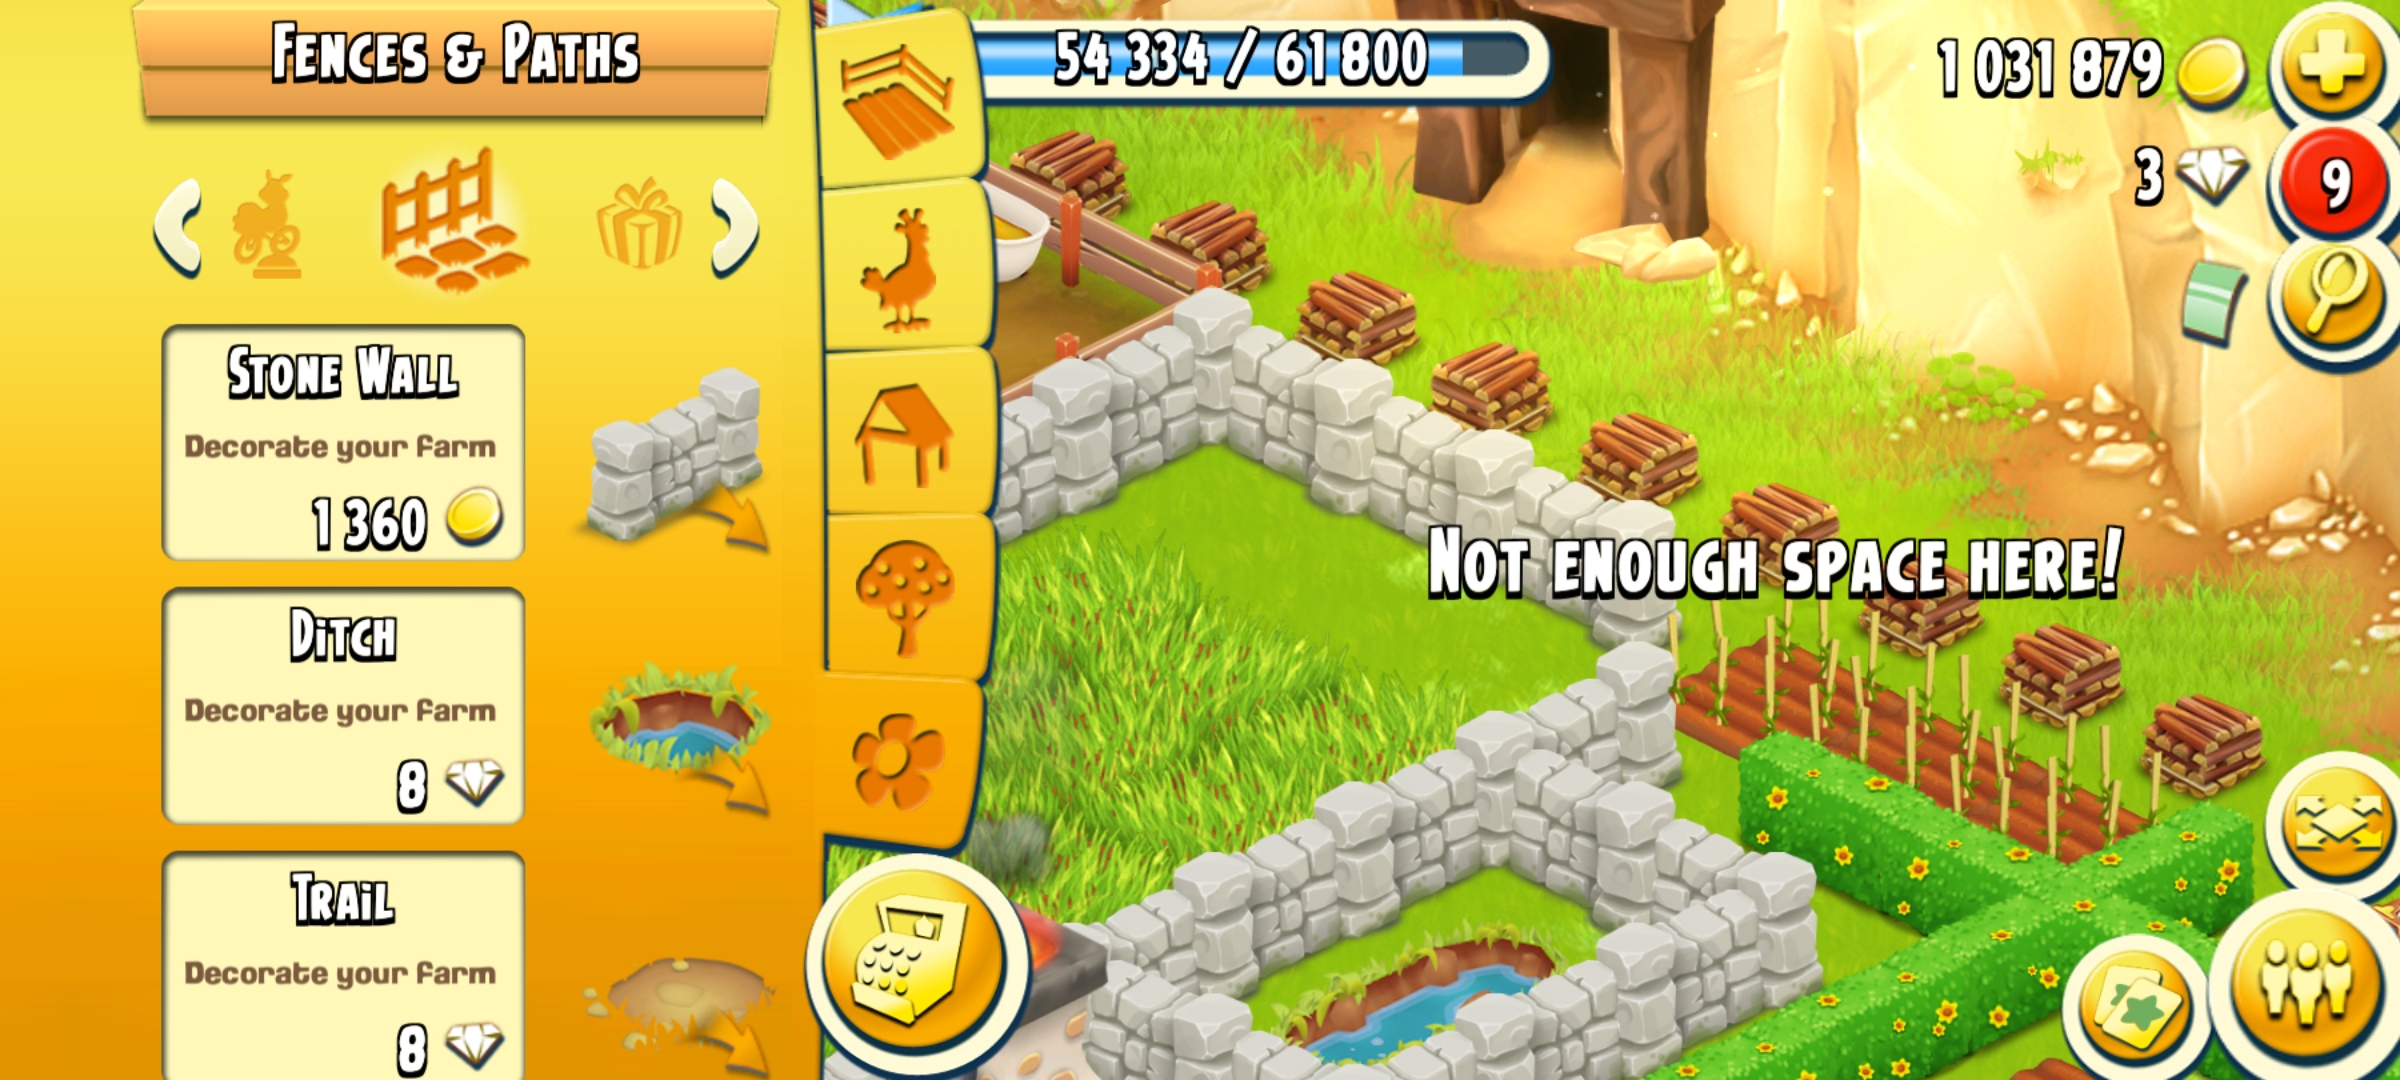 Fences & Paths
54 334 / 61 800
1 031 879
3
9
Stone Wall
Decorate your farm
1 360
Not enough space here!
Ditch
Decorate your farm
8
Trail
Decorate your farm
8